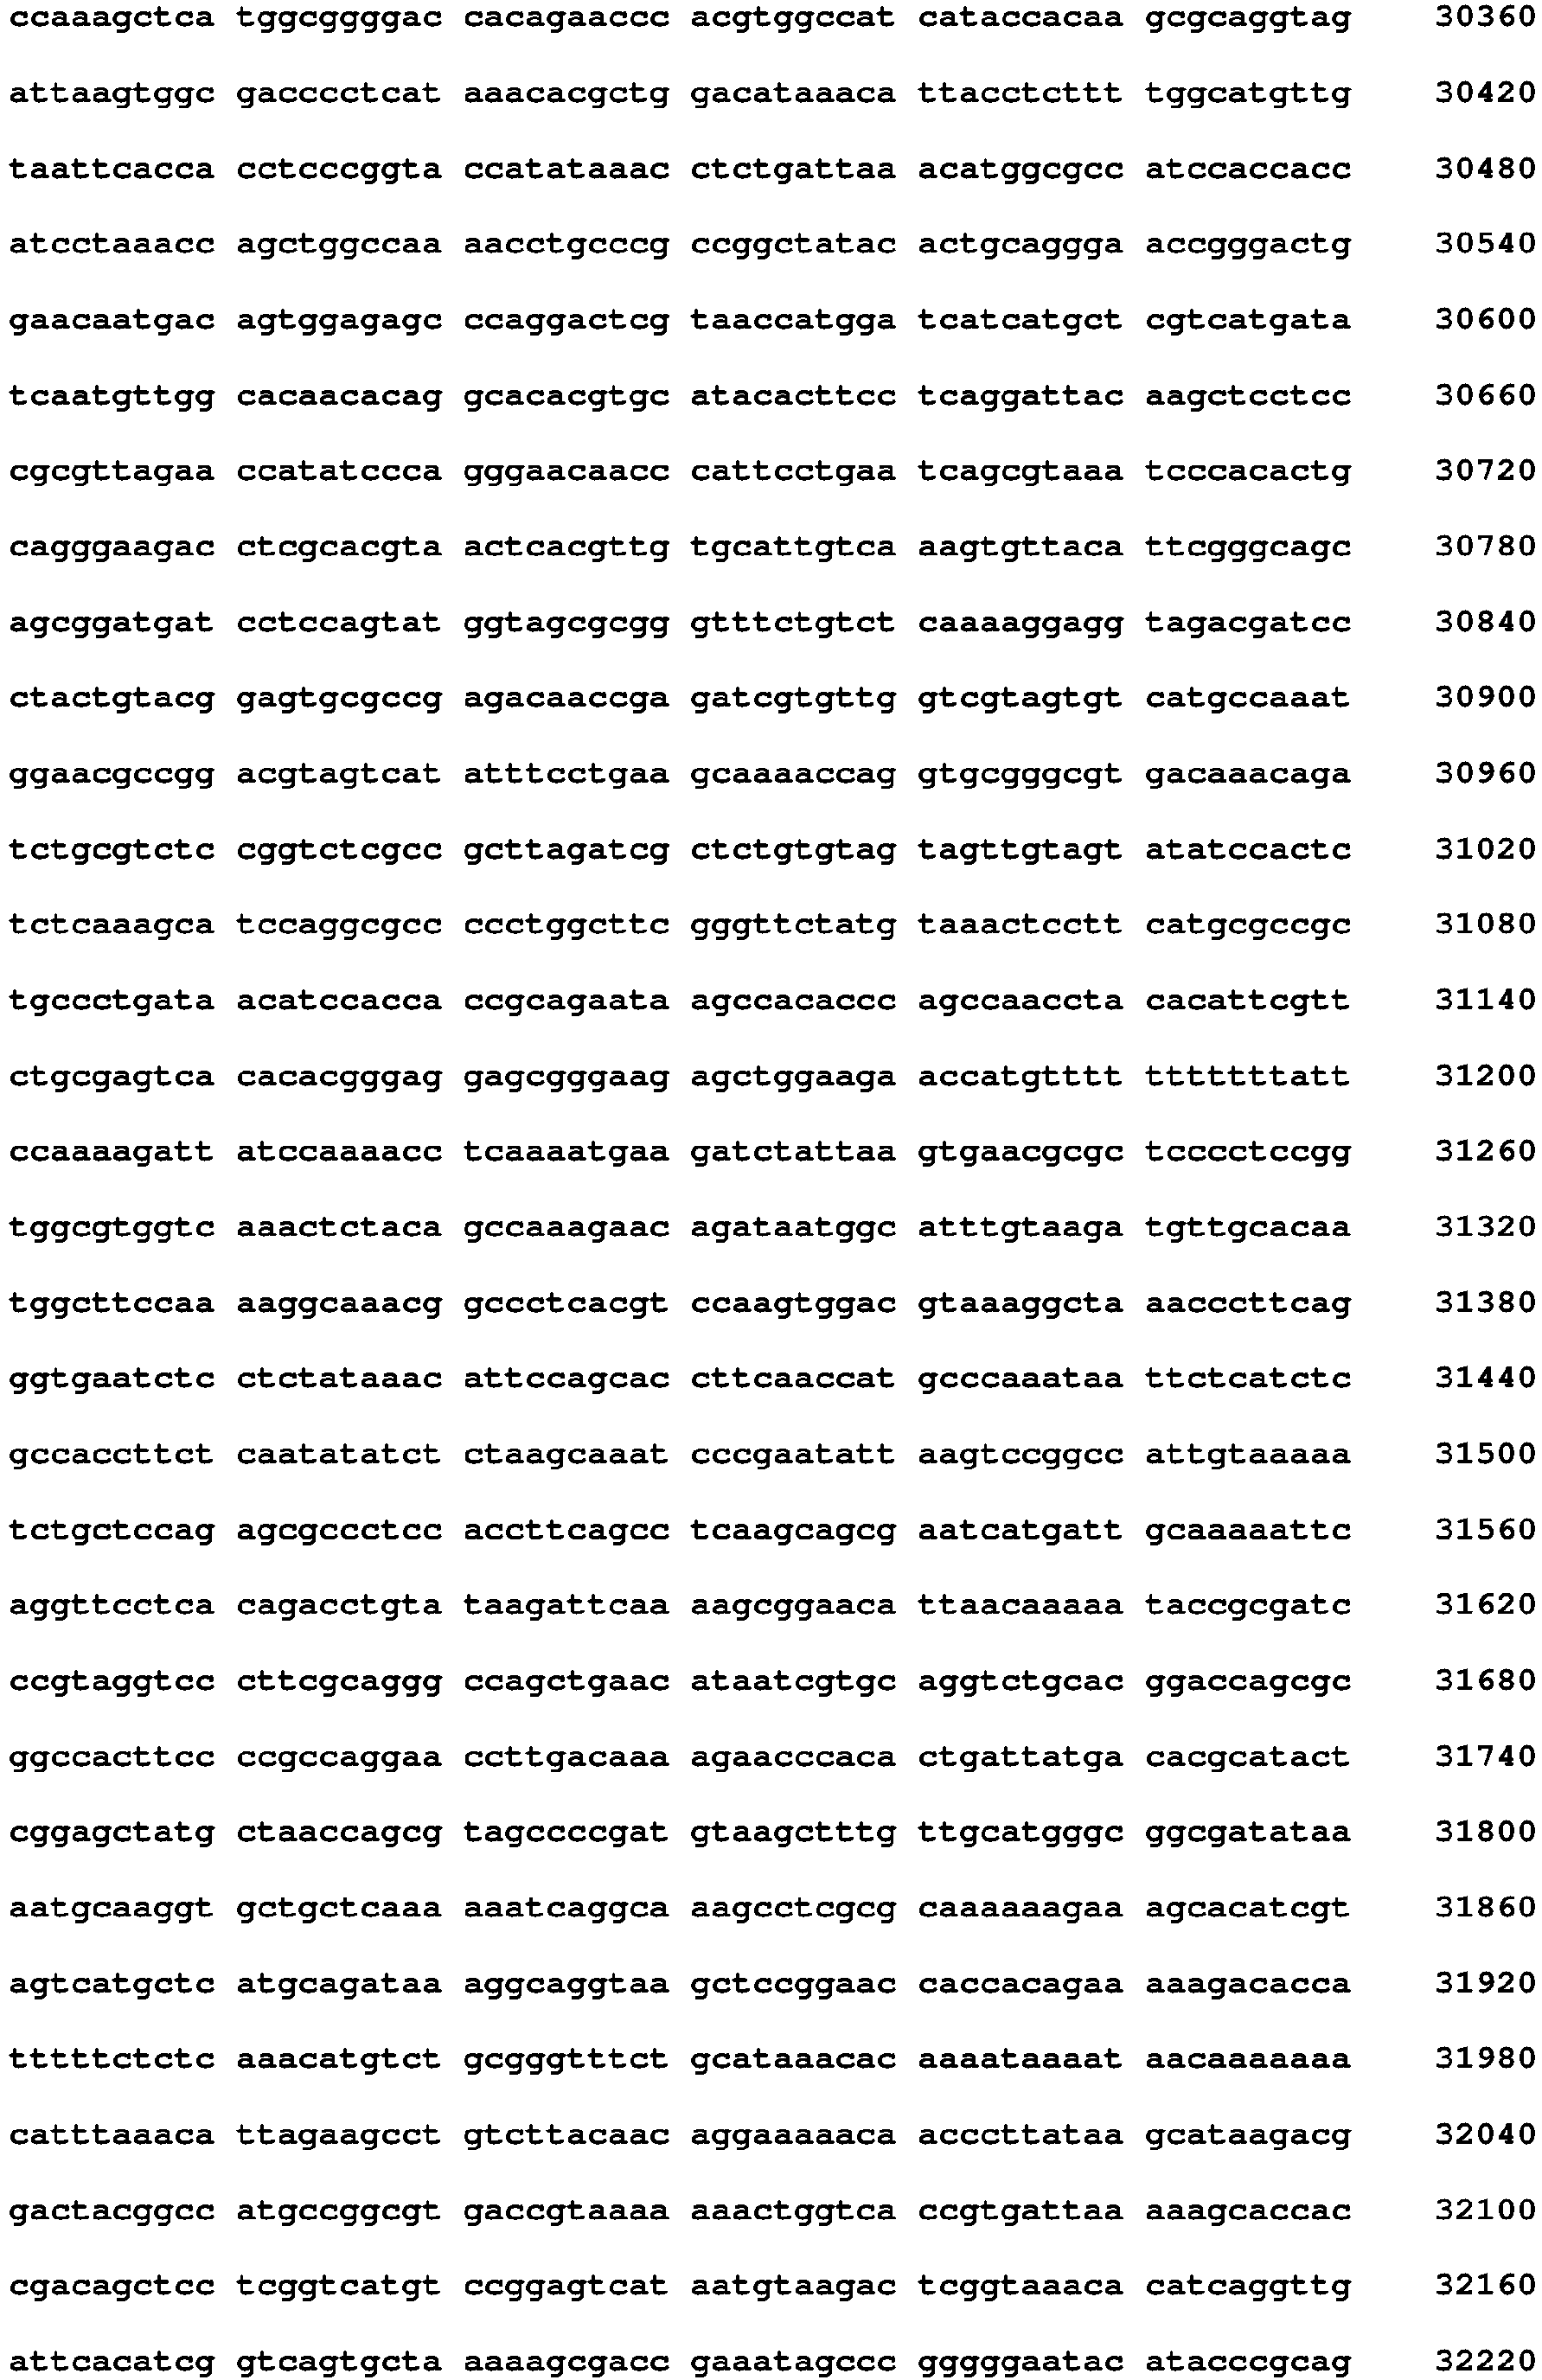 ccaaagctca tggcggggac cacagaaccc acgtggccat cataccacaa gcgcaggtag 30360
attaagtggc gacccctcat aaacacgctg gacataaaca ttacctcttt tggcatgttg 30420
taattcacca cctcccggta ccatataaac ctctgattaa acatggcgcc atccaccacc 30480
atcctaaacc agctggccaa aacctgcccg ccggctatac actgcaggga accgggactg 30540
gaacaatgac agtggagagc ccaggactcg taaccatgga tcatcatgct cgtcatgata 30600
tcaatgttgg cacaacacag gcacacgtgc atacacttcc tcaggattac aagctcctcc 30660
cgcgttagaa ccatatccca gggaacaacc cattcctgaa tcagcgtaaa tcccacactg 30720
cagggaagac ctcgcacgta actcacgttg tgcattgtca aagtgttaca ttcgggcagc 30780
agcggatgat cctccagtat ggtagcgcgg gtttctgtct caaaaggagg tagacgatcc 30840
ctactgtacg gagtgcgccg agacaaccga gatcgtgttg gtcgtagtgt catgccaaat 30900
ggaacgccgg acgtagtcat atttcctgaa gcaaaaccag gtgcgggcgt gacaaacaga 30960
tctgcgtctc cggtctcgcc gcttagatcg ctctgtgtag tagttgtagt atatccactc 31020
tctcaaagca tccaggcgcc ccctggcttc gggttctatg taaactcctt catgcgccgc 31080
tgccctgata acatccacca ccgcagaata agccacaccc agccaaccta cacattcgtt 31140
ctgcgagtca cacacgggag gagcgggaag agctggaaga accatgtttt tttttttatt 31200
ccaaaagatt atccaaaacc tcaaaatgaa gatctattaa gtgaacgcgc tcccctccgg 31260
tggcgtggtc aaactctaca gccaaagaac agataatggc atttgtaaga tgttgcacaa 31320
tggcttccaa aaggcaaacg gccctcacgt ccaagtggac gtaaaggcta aacccttcag 31380
ggtgaatctc ctctataaac attccagcac cttcaaccat gcccaaataa ttctcatctc 31440
gccaccttct caatatatct ctaagcaaat cccgaatatt aagtccggcc attgtaaaaa 31500
tctgctccag agcgccctcc accttcagcc tcaagcagcg aatcatgatt gcaaaaattc 31560
aggttcctca cagacctgta taagattcaa aagcggaaca ttaacaaaaa taccgcgatc 31620
ccgtaggtcc cttcgcaggg ccagctgaac ataatcgtgc aggtctgcac ggaccagcgc 31680
ggccacttcc ccgccaggaa ccttgacaaa agaacccaca ctgattatga cacgcatact 31740
cggagctatg ctaaccagcg tagccccgat gtaagctttg ttgcatgggc ggcgatataa 31800
aatgcaaggt gctgctcaaa aaatcaggca aagcctcgcg caaaaaagaa agcacatcgt 31860
agtcatgctc atgcagataa aggcaggtaa gctccggaac caccacagaa aaagacacca 31920
tttttctctc aaacatgtct gcgggtttct gcataaacac aaaataaaat aacaaaaaaa 31980
catttaaaca ttagaagcct gtcttacaac aggaaaaaca acccttataa gcataagacg 32040
gactacggcc atgccggcgt gaccgtaaaa aaactggtca ccgtgattaa aaagcaccac 32100
cgacagctcc tcggtcatgt ccggagtcat aatgtaagac tcggtaaaca catcaggttg 32160
attcacatcg gtcagtgcta aaaagcgacc gaaatagccc gggggaatac atacccgcag 32220